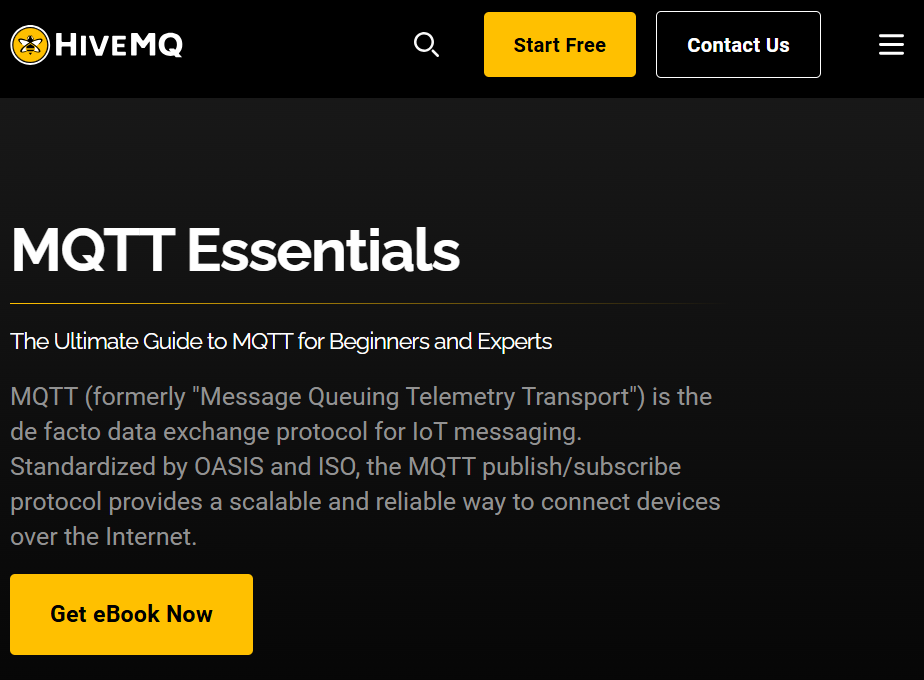 HIVEMQ
Start Free
Contact Us
MQTT Essentials
The Ultimate Guide to MQTT for Beginners and Experts
MQTT (formerly "Message Queuing Telemetry Transport") is the
de facto data exchange protocol for IoT messaging.
Standardized by OASIS and ISO, the MQTT publish/subscribe
protocol provides a scalable and reliable way to connect devices
over the Internet.
Get eBook Now